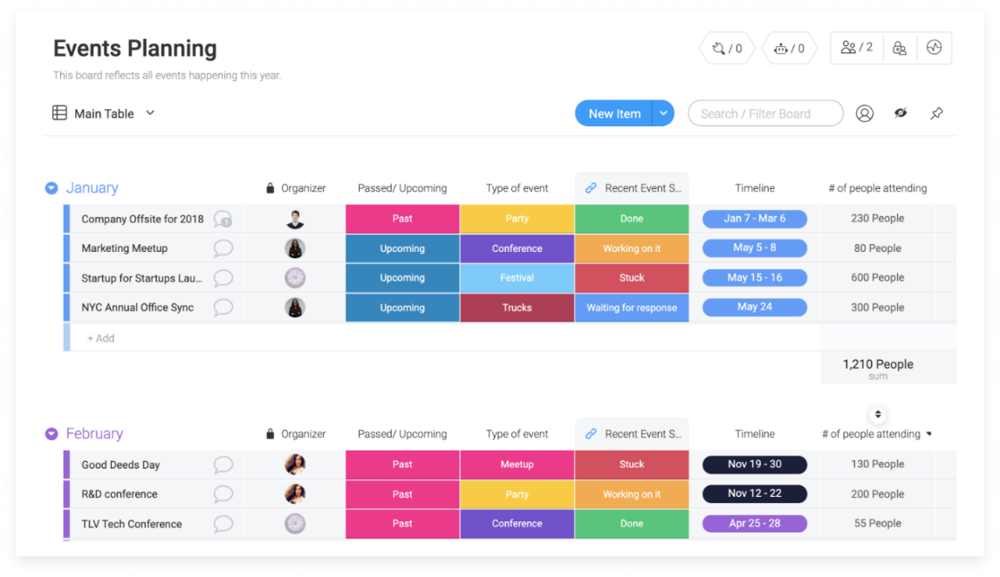 Events Planning
/ 0 / 0 / 2
This board reflects all events happening this year.
Main Table New Item Search / Filter Board
January Organizer Passed/ Upcoming Type of event Recent Event S... Timeline # of people attending
Company Offsite for 2018 1 Past Party Done Jan 7 - Mar 6 230 People
Marketing Meetup Upcoming Conference Working on it May 5 - 8 80 People
Startup for Startups Lau... Upcoming Festival Stuck May 15 - 16 600 People
NYC Annual Office Sync Upcoming Trucks Waiting for response May 24 300 People
+ Add
1,210 People
sum
February Organizer Passed/ Upcoming Type of event Recent Event S... Timeline # of people attending
Good Deeds Day Past Meetup Stuck Nov 19 - 30 130 People
R&D conference Past Party Working on it Nov 12 - 22 200 People
TLV Tech Conference Past Conference Done Apr 25 - 28 55 People